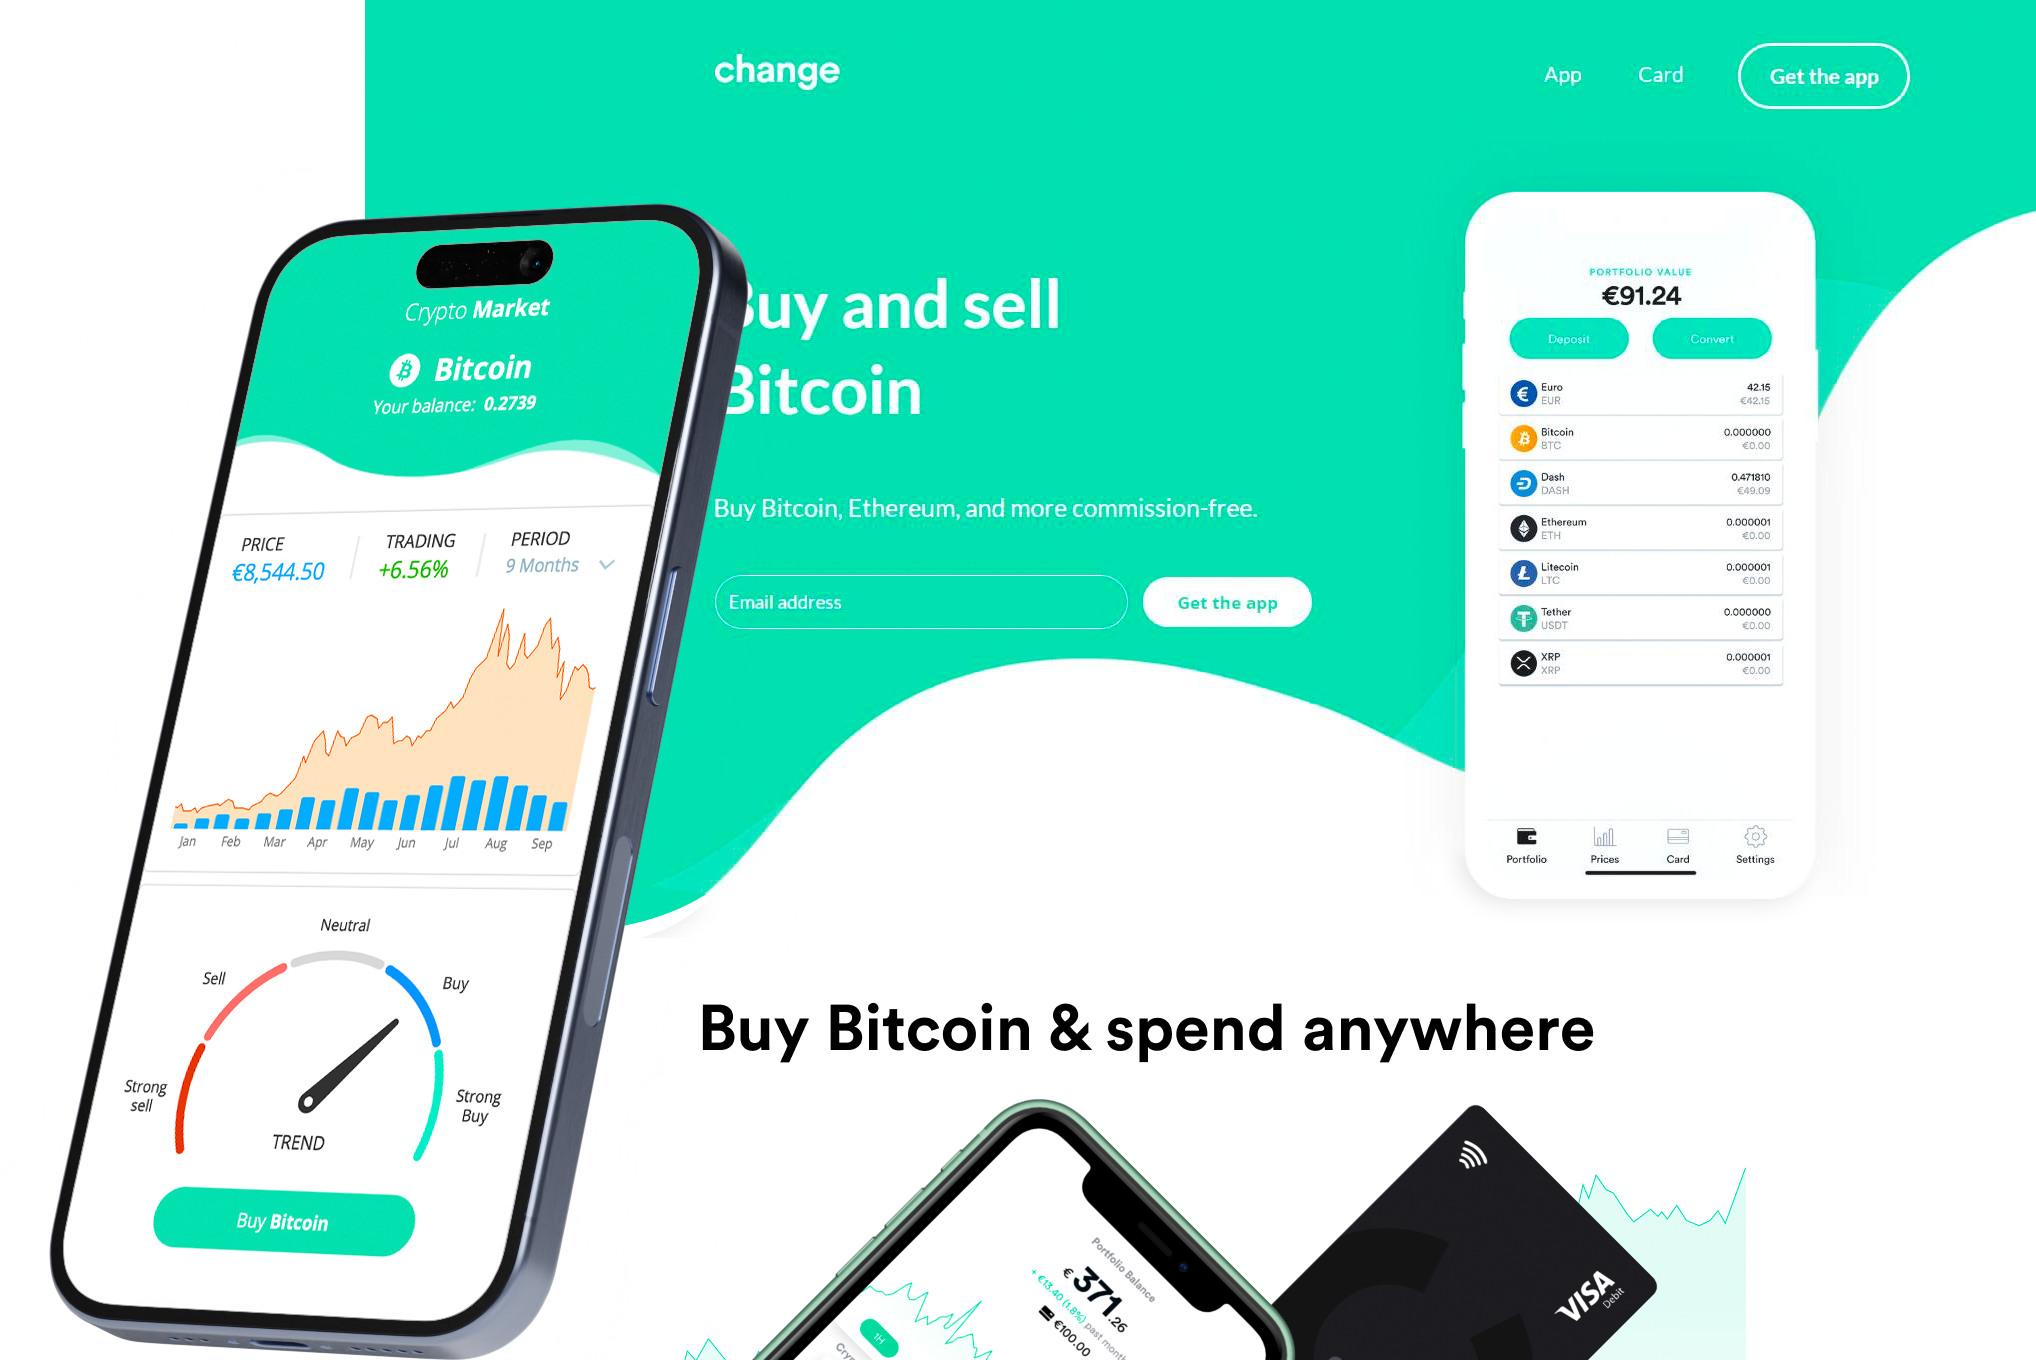 change
App
Card
Get the app
Buy and sell
Bitcoin
Buy Bitcoin, Ethereum, and more commission-free.
Email address
Get the app
Crypto Market
Bitcoin
Your balance: 0.2739
PRICE
€8,544.50
TRADING
+6.56%
PERIOD
9 Months
Jan Feb Mar Apr May Jun Jul Aug Sep
Neutral
Sell
Buy
Strong
sell
Strong
Buy
TREND
Buy Bitcoin
PORTFOLIO VALUE
€91.24
Deposit
Convert
Euro 42.15
EUR €42.15
Bitcoin 0.000000
BTC €0.00
Dash 0.471810
DASH €49.09
Ethereum 0.000001
ETH €0.00
Litecoin 0.000001
LTC €0.00
Tether 0.000000
USDT €0.00
XRP 0.000001
XRP €0.00
Portfolio Prices Card Settings
Buy Bitcoin & spend anywhere
Portfolio Balance
€371.26
+ €13.40 (1.8%) past month
€100.00
1H
VISA
Debit